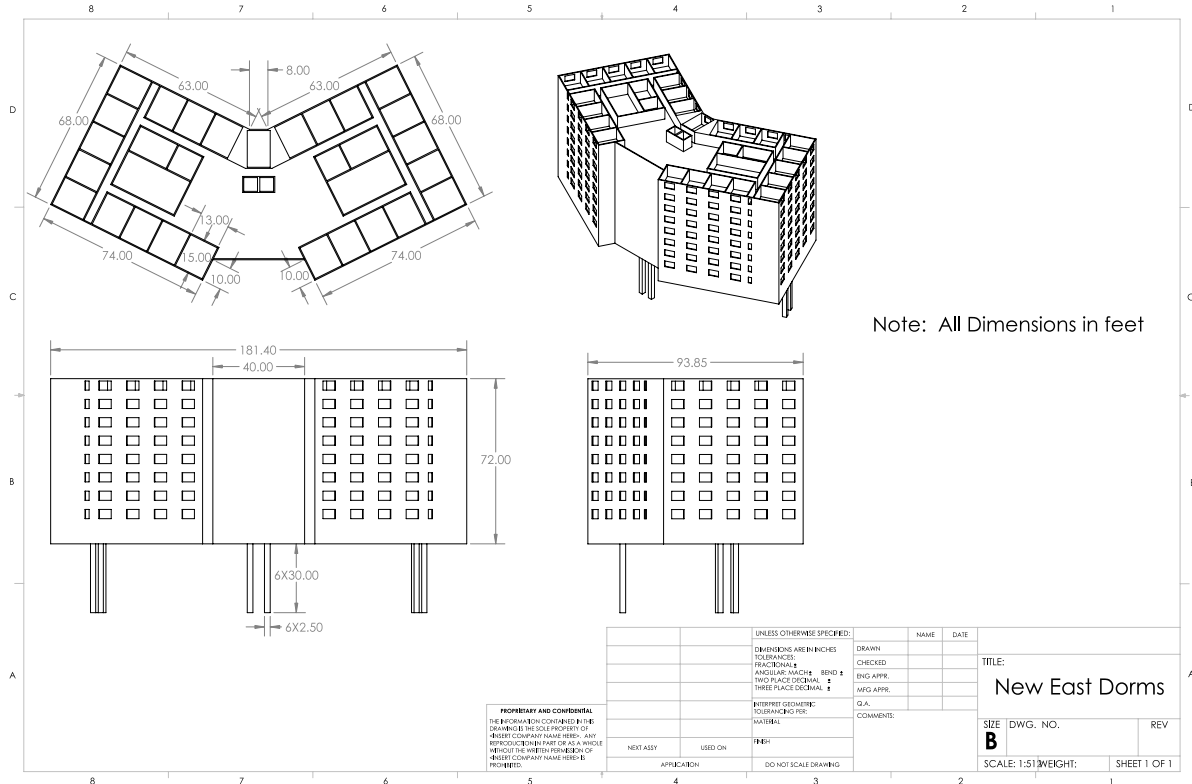 8 7 6 5 4 3 2 1
8.00
63.00 63.00
D D
68.00 68.00
13.00
15.00
74.00 74.00
10.00 10.00
C C
Note: All Dimensions in feet
181.40
40.00
93.85
72.00
B
6X30.00
6X2.50
A A
UNLESS OTHERWISE SPECIFIED:
DIMENSIONS ARE IN INCHES
TOLERANCES:
FRACTIONAL±
ANGULAR: MACH± BEND ±
TWO PLACE DECIMAL ±
THREE PLACE DECIMAL ±
INTERPRET GEOMETRIC
TOLERANCING PER:
MATERIAL
FINISH
DO NOT SCALE DRAWING
NAME DATE
DRAWN
CHECKED
ENG APPR.
MFG APPR.
Q.A.
COMMENTS:
TITLE:
New East Dorms
SIZE DWG. NO. REV
B
SCALE: WEIGHT: SHEET 1 OF 1
NEXT ASSY USED ON
APPLICATION
PROPRIETARY AND CONFIDENTIAL
THE INFORMATION CONTAINED IN THIS
DRAWING IS THE SOLE PROPERTY OF
<INSERT COMPANY NAME HERE>. ANY
REPRODUCTION IN PART OR AS A WHOLE
WITHOUT THE WRITTEN PERMISSION OF
<INSERT COMPANY NAME HERE> IS
PROHIBITED.
8 7 6 5 4 3 2 1